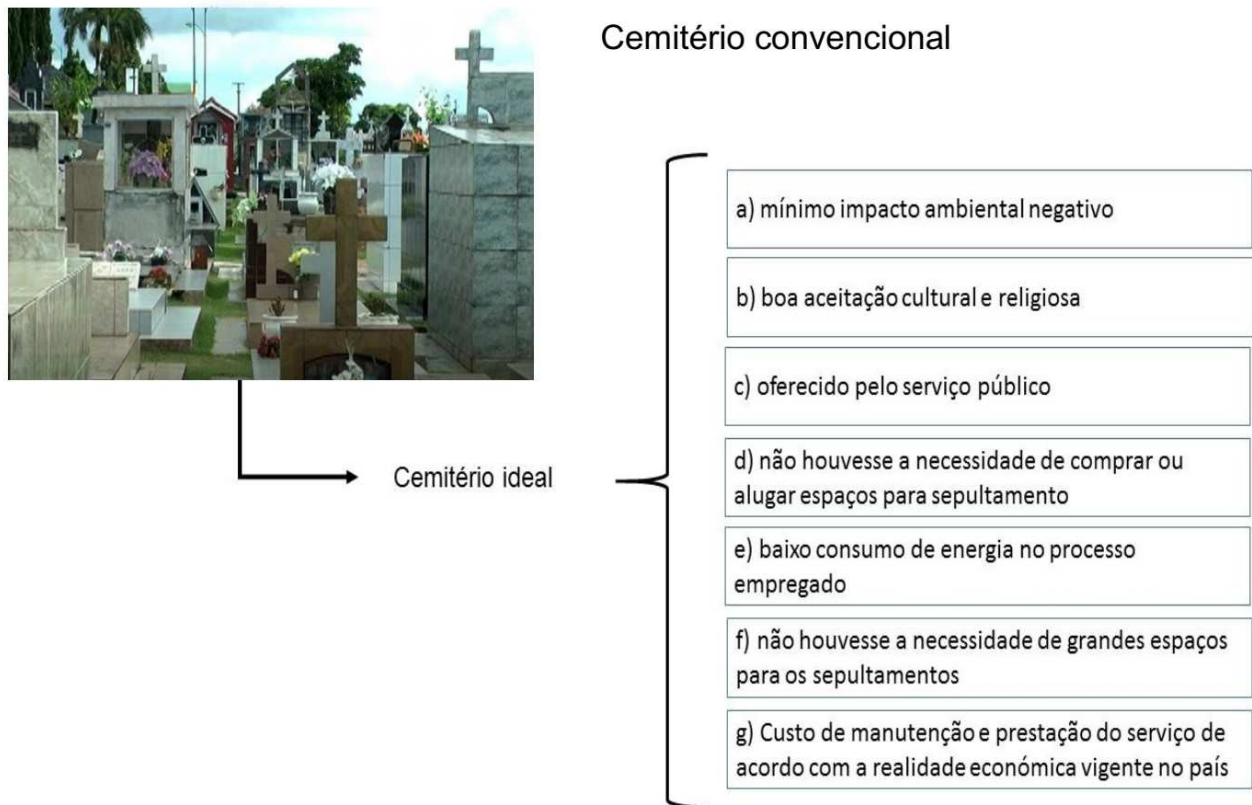 Cemitério convencional
a) mínimo impacto ambiental negativo
b) boa aceitação cultural e religiosa
c) oferecido pelo serviço público
d) não houvesse a necessidade de comprar ou
alugar espaços para sepultamento
Cemitério ideal
e) baixo consumo de energia no processo
empregado
f) não houvesse a necessidade de grandes espaços
para os sepultamentos
g) Custo de manutenção e prestação do serviço de
acordo com a realidade económica vigente no país